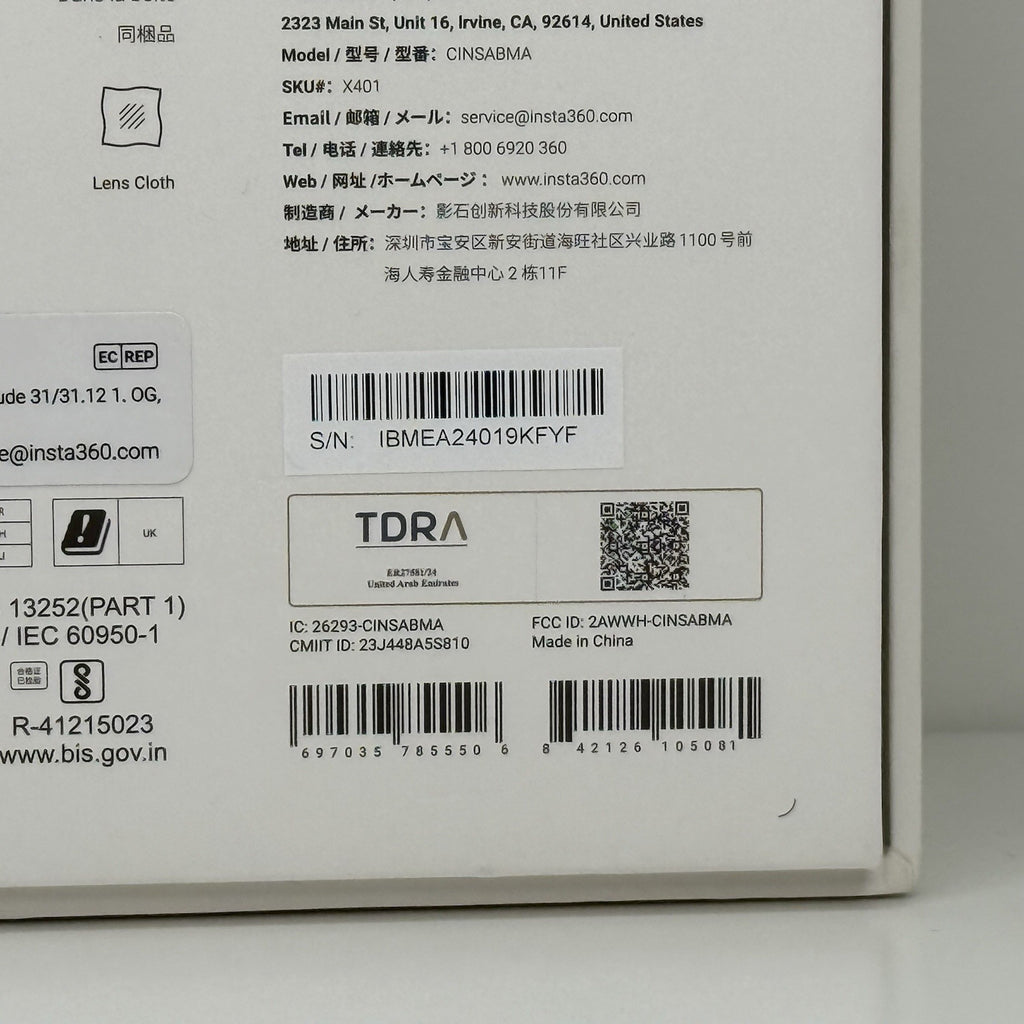 同梱品
Lens Cloth
2323 Main St, Unit 16, Irvine, CA, 92614, United States
Model / 型号 / 型番： CINSABMA
SKU#： X401
Email / 邮箱 / メール： service@insta360.com
Tel / 电话 / 連絡先： +1 800 6920 360
Web / 网址 /ホームページ： www.insta360.com
制造商 / メーカー： 影石创新科技股份有限公司
地址 / 住所： 深圳市宝安区新安街道海旺社区兴业路 1100 号前
海人寿金融中心 2 栋11F
EC REP
31/31.12 1. OG,
@insta360.com
UK
13252(PART 1)
/ IEC 60950-1
合格证
已检验
R-41215023
www.bis.gov.in
S/N: IBMEA24019KFYF
TDRA
United Arab Emirates
IC: 26293-CINSABMA
CMIIT ID: 23J448A5S810
FCC ID: 2AWWH-CINSABMA
Made in China
697035 785550 6
8 42126 105081